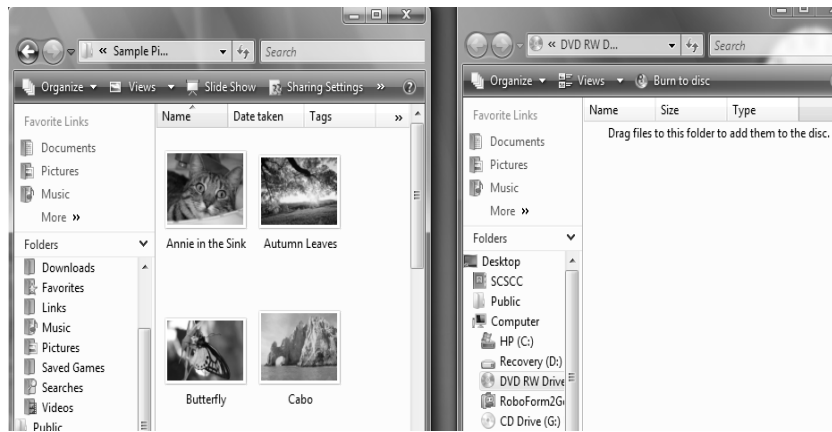 « Sample Pi...
Search
Organize Views Slide Show Sharing Settings »
Favorite Links
Documents
Pictures
Music
More »
Folders
Downloads
Favorites
Links
Music
Pictures
Saved Games
Searches
Videos
Public
Name Date taken Tags »
Annie in the Sink Autumn Leaves
Butterfly Cabo
« DVD RW D...
Search
Organize Views Burn to disc
Favorite Links
Documents
Pictures
Music
More »
Folders
Desktop
SCSCC
Public
Computer
HP (C:)
Recovery (D:)
DVD RW Drive
RoboForm2G
CD Drive (G:)
Name Size Type
Drag files to this folder to add them to the disc.